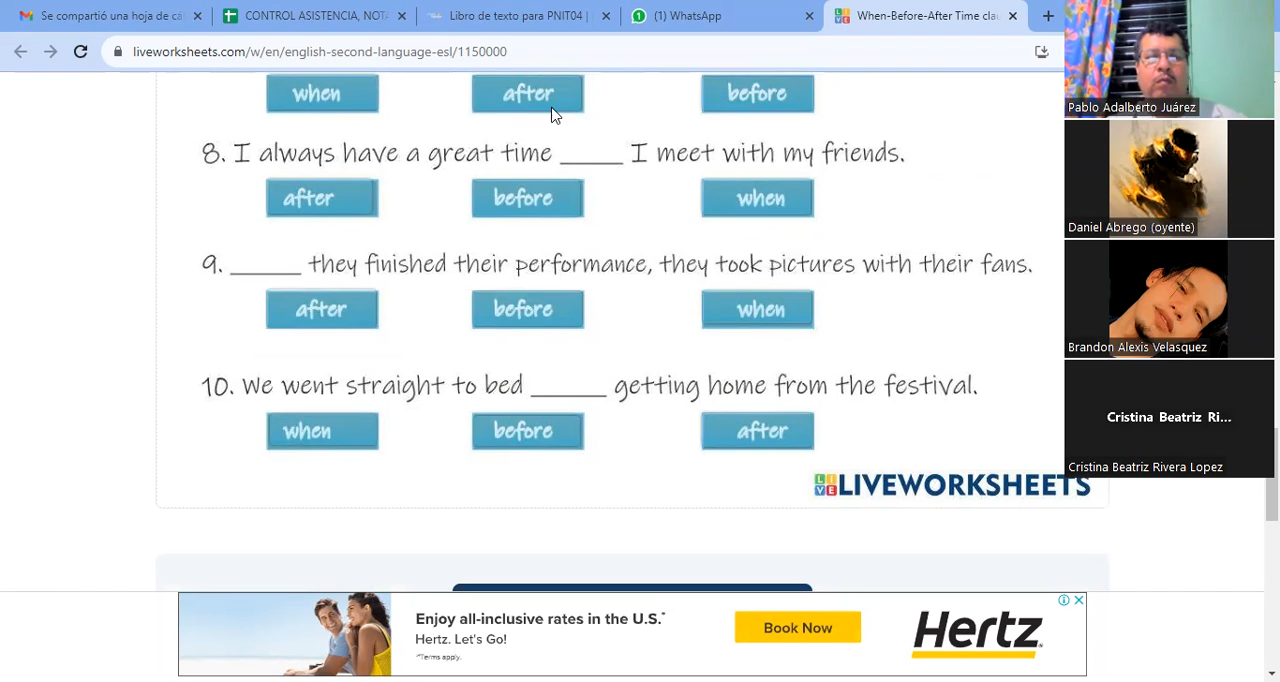 Se compartió una hoja de cá
CONTROL ASISTENCIA, NOTA
Libro de texto para PNIT04 |
(1) WhatsApp
When-Before-After Time clau
liveworksheets.com/w/en/english-second-language-esl/1150000
when after before
8. I always have a great time _____ I meet with my friends.
after before when
9. ______ they finished their performance, they took pictures with their fans.
after before when
10. We went straight to bed ______ getting home from the festival.
when before after
LIVE LIVEWORKSHEETS
Enjoy all-inclusive rates in the U.S.*
Hertz. Let's Go!
*Terms apply.
Book Now
Hertz
Pablo Adalberto Juárez
Daniel Abrego (oyente)
Brandon Alexis Velasquez
Cristina Beatriz Ri...
Cristina Beatriz Rivera Lopez